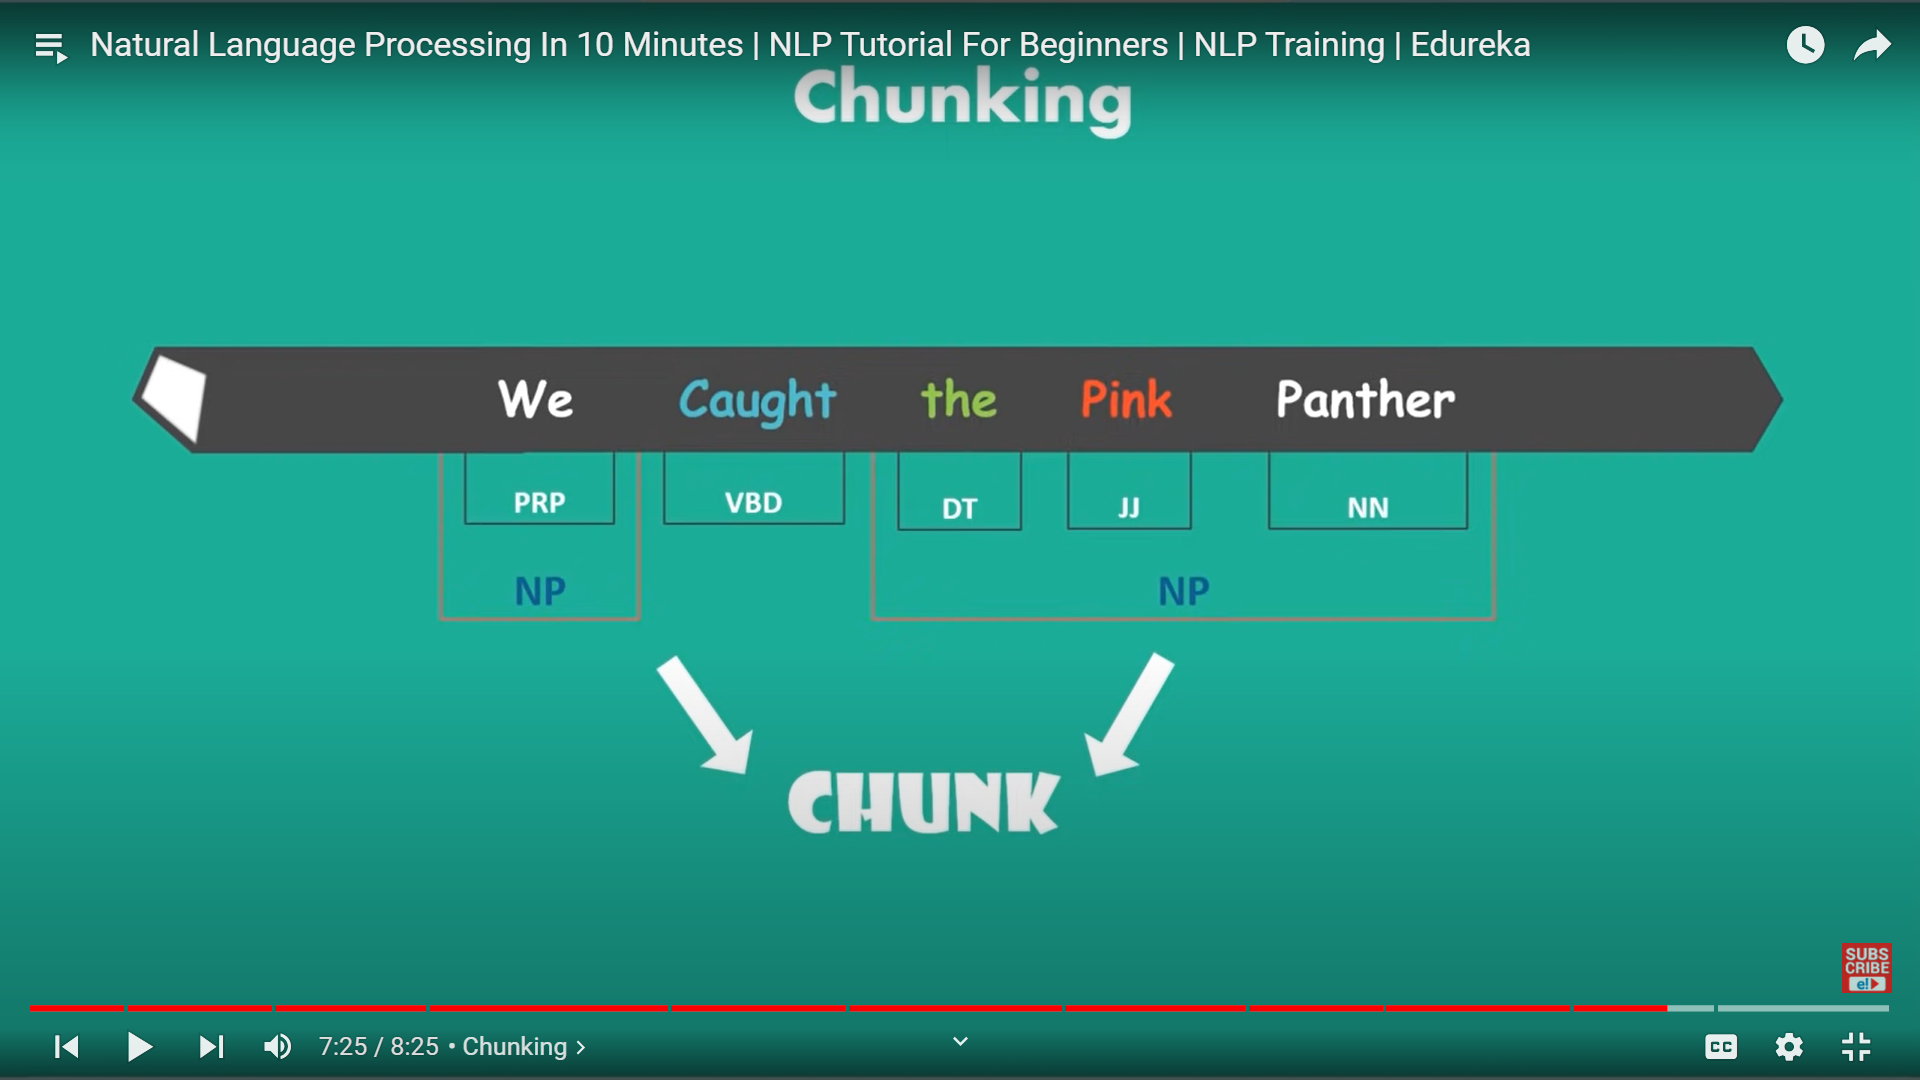 Natural Language Processing In 10 Minutes | NLP Tutorial For Beginners | NLP Training | Edureka
Chunking
We Caught the Pink Panther
PRP VBD DT JJ NN
NP NP
CHUNK
SUBS
CRIBE
e!
7:25 / 8:25 • Chunking
CC